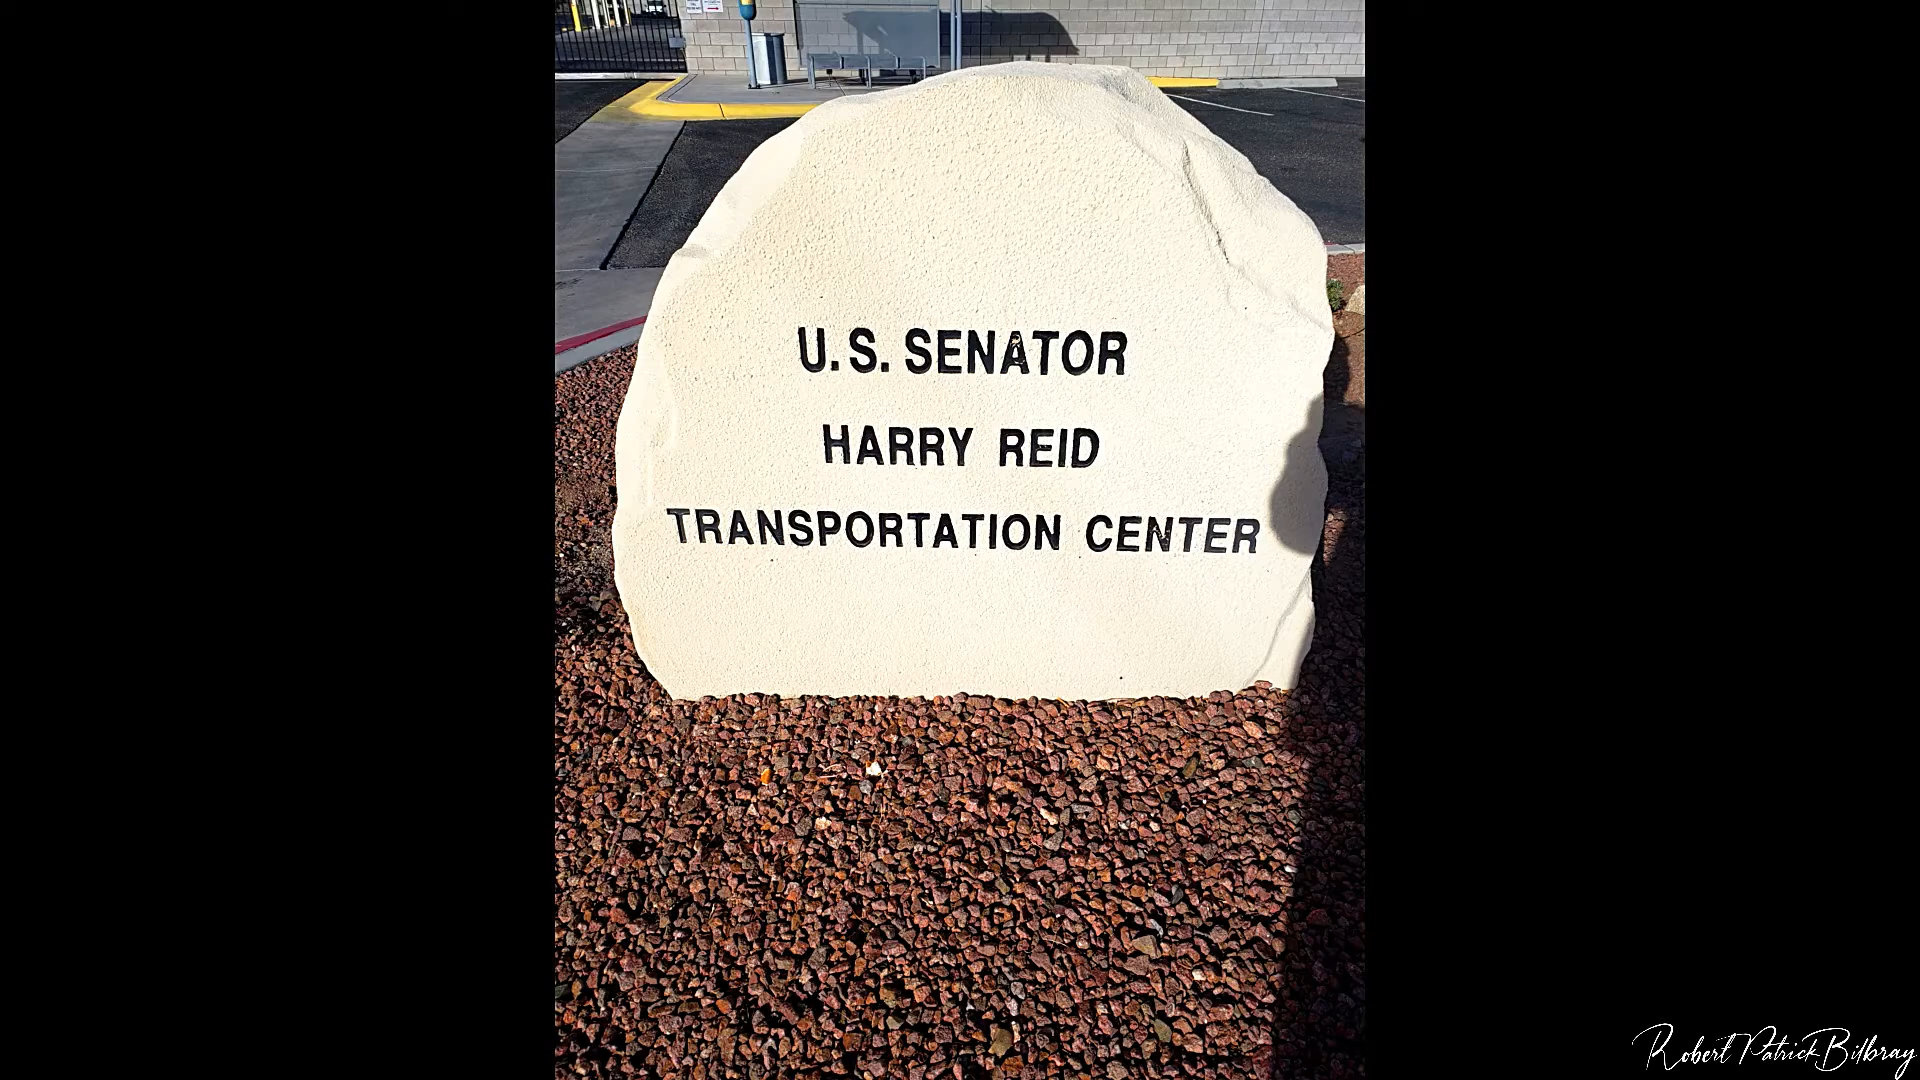 U.S. SENATOR
HARRY REID
TRANSPORTATION CENTER
Robert Patrick Bilbray